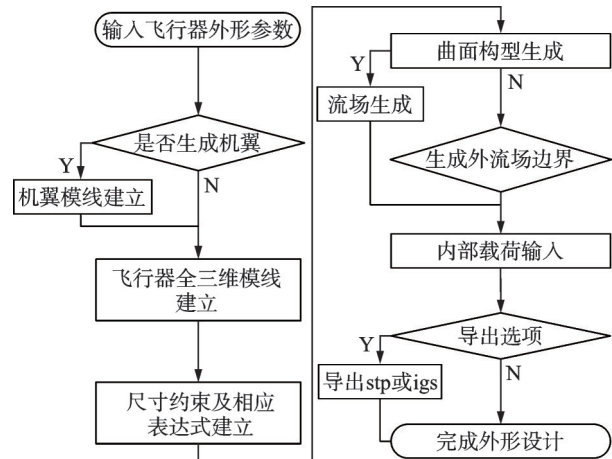 输入飞行器外形参数
是否生成机翼
Y
N
机翼模线建立
飞行器全三维模线
建立
尺寸约束及相应
表达式建立
曲面构型生成
Y
N
流场生成
生成外流场边界
内部载荷输入
导出选项
Y
N
导出stp或igs
完成外形设计